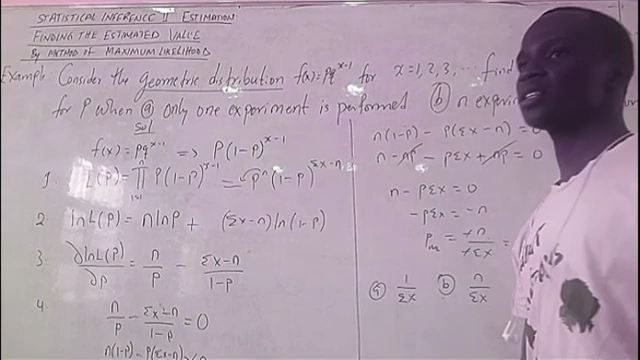 STATISTICAL INFERENCE II ESTIMATION:
FINDING THE ESTIMATED VALUE
By METHOD OF MAXIMUM LIKELIHOOD
Example: Consider the geometric distribution f(x)=pq^{x-1} for x=1,2,3,... find
for P when (a) only one experiment is performed (b) n experi
Sol
f(x)=pq^{x-1} => P(1-P)^{x-1}
1. L(P)=∏_{i=1}^{n} P(1-P)^{x-1} = P^n(1-P)^{Σx-n}
2. ln L(P)= n ln P + (Σx-n) ln(1-P)
3. ∂ln L(P)/∂P = n/P - (Σx-n)/(1-P)
4. n/P - (Σx-n)/(1-P) = 0
n(1-P) - P(Σx-n)
n(1-P) - P(Σx-n) = 0
n - nP - PΣx + nP = 0
n - PΣx = 0
-PΣx = -n
P_m = +n/+Σx =
(a) 1/Σx (b) n/Σx